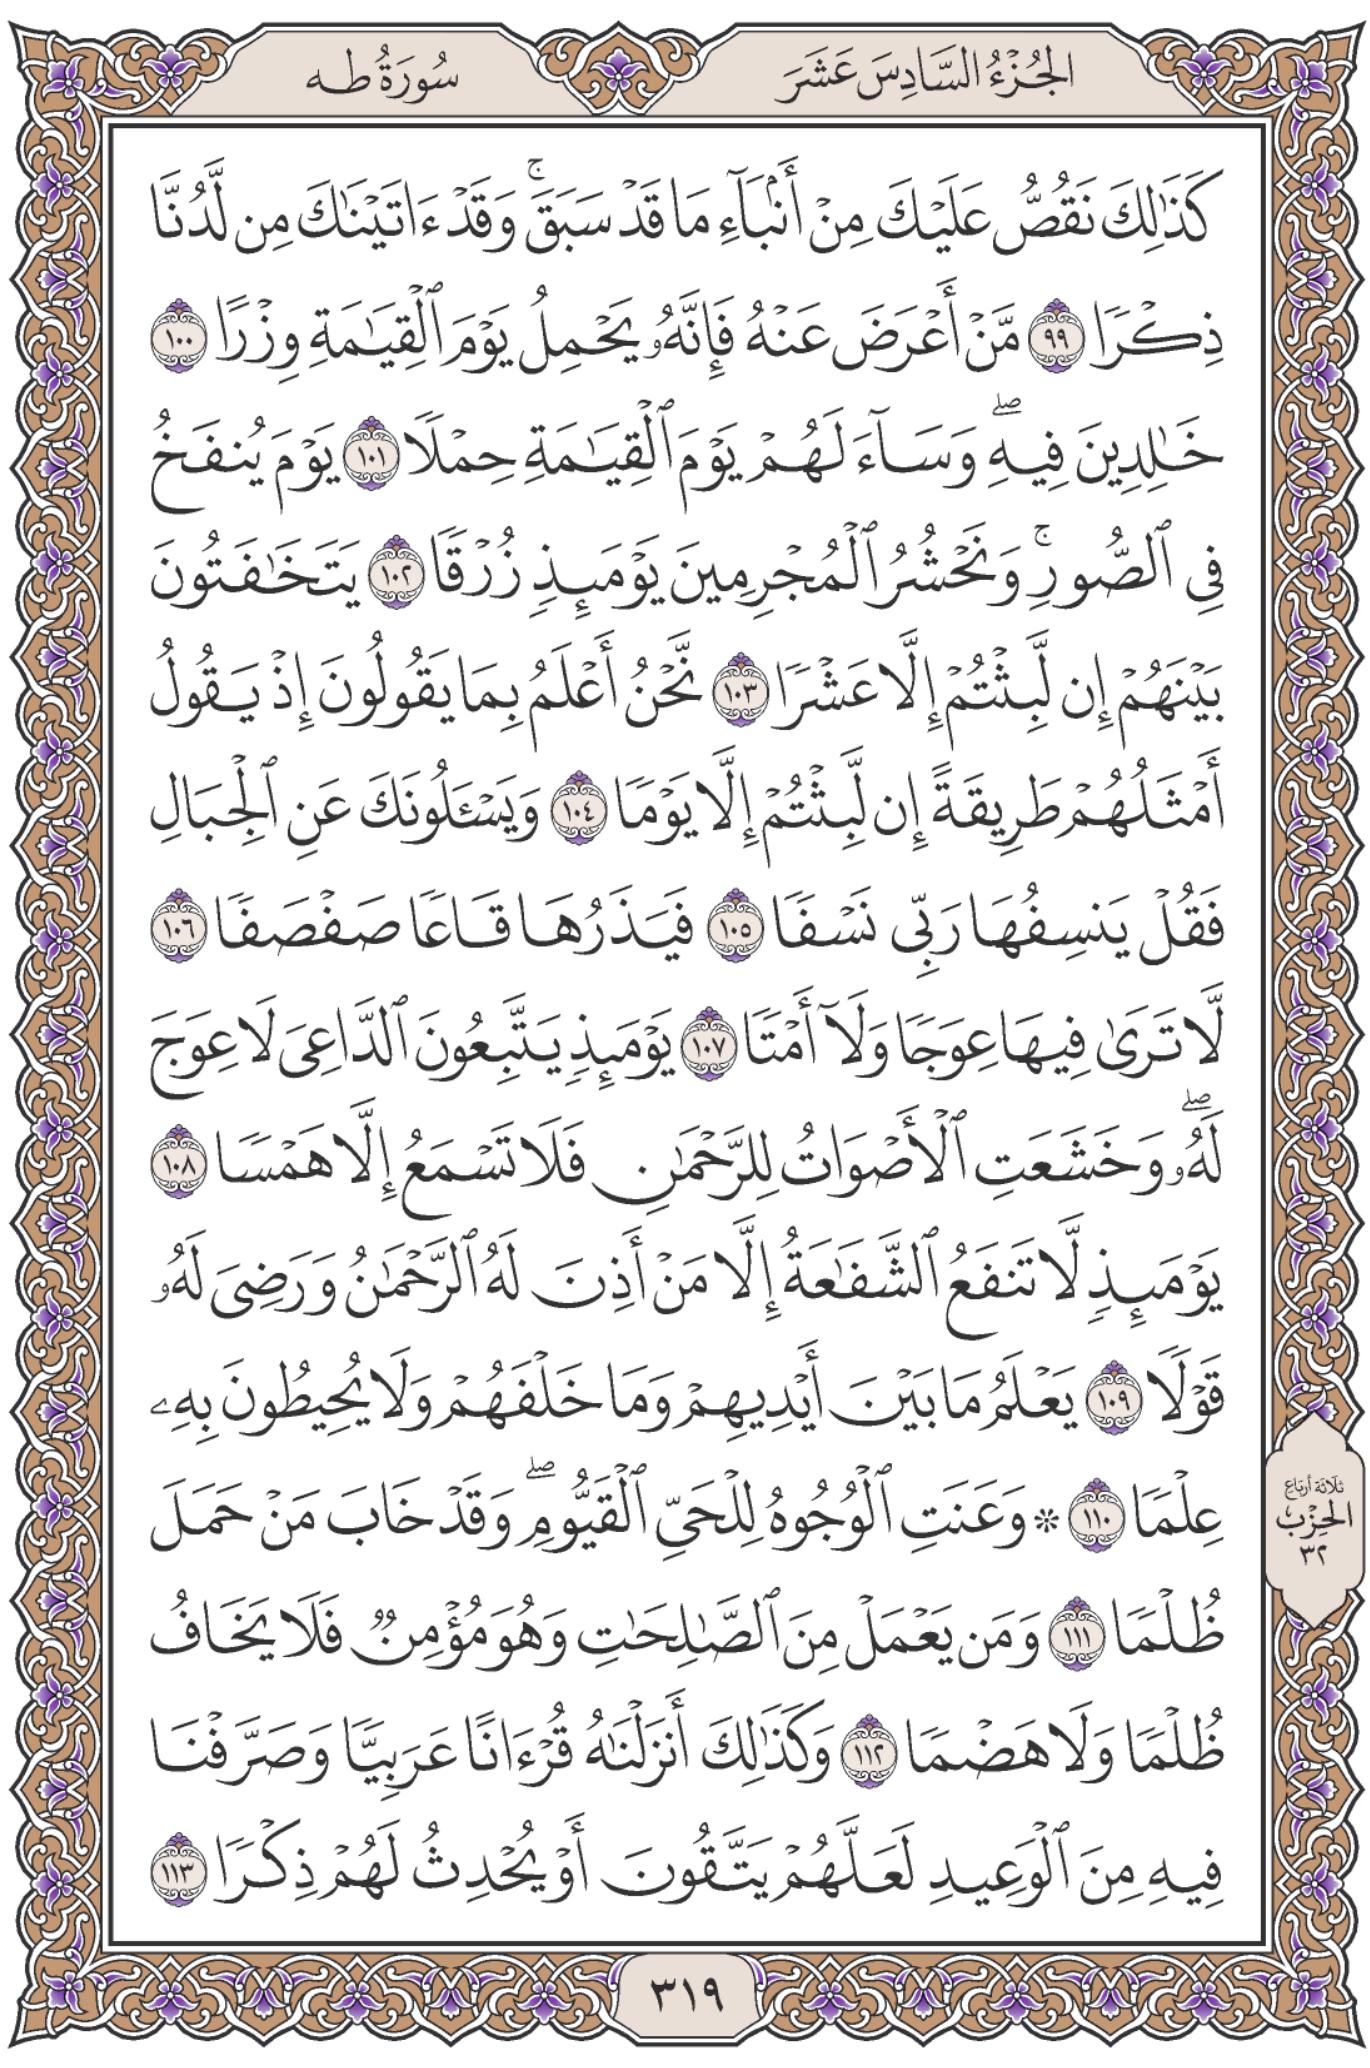 الجُزْءُ السَّادِسَ عَشَرَ
سُورَةُ طه
كَذَٰلِكَ نَقُصُّ عَلَيْكَ مِنْ أَنۢبَآءِ مَا قَدْ سَبَقَۚ وَقَدْ ءَاتَيْنَٰكَ مِن لَّدُنَّا
ذِكْرًا ٩٩ مَّنْ أَعْرَضَ عَنْهُ فَإِنَّهُۥ يَحْمِلُ يَوْمَ ٱلْقِيَٰمَةِ وِزْرًا ١٠٠
خَٰلِدِينَ فِيهِۖ وَسَآءَ لَهُمْ يَوْمَ ٱلْقِيَٰمَةِ حِمْلًا ١٠١ يَوْمَ يُنفَخُ
فِى ٱلصُّورِۚ وَنَحْشُرُ ٱلْمُجْرِمِينَ يَوْمَئِذٍ زُرْقًا ١٠٢ يَتَخَٰفَتُونَ
بَيْنَهُمْ إِن لَّبِثْتُمْ إِلَّا عَشْرًا ١٠٣ نَّحْنُ أَعْلَمُ بِمَا يَقُولُونَ إِذْ يَقُولُ
أَمْثَلُهُمْ طَرِيقَةً إِن لَّبِثْتُمْ إِلَّا يَوْمًا ١٠٤ وَيَسْـَٔلُونَكَ عَنِ ٱلْجِبَالِ
فَقُلْ يَنسِفُهَا رَبِّى نَسْفًا ١٠٥ فَيَذَرُهَا قَاعًا صَفْصَفًا ١٠٦
لَّا تَرَىٰ فِيهَا عِوَجًا وَلَآ أَمْتًا ١٠٧ يَوْمَئِذٍ يَتَّبِعُونَ ٱلدَّاعِىَ لَا عِوَجَ
لَهُۥۖ وَخَشَعَتِ ٱلْأَصْوَاتُ لِلرَّحْمَٰنِ فَلَا تَسْمَعُ إِلَّا هَمْسًا ١٠٨
يَوْمَئِذٍ لَّا تَنفَعُ ٱلشَّفَٰعَةُ إِلَّا مَنْ أَذِنَ لَهُ ٱلرَّحْمَٰنُ وَرَضِىَ لَهُۥ
قَوْلًا ١٠٩ يَعْلَمُ مَا بَيْنَ أَيْدِيهِمْ وَمَا خَلْفَهُمْ وَلَا يُحِيطُونَ بِهِۦ
عِلْمًا ١١٠ ۞ وَعَنَتِ ٱلْوُجُوهُ لِلْحَىِّ ٱلْقَيُّومِۖ وَقَدْ خَابَ مَنْ حَمَلَ
ظُلْمًا ١١١ وَمَن يَعْمَلْ مِنَ ٱلصَّٰلِحَٰتِ وَهُوَ مُؤْمِنٌ فَلَا يَخَافُ
ظُلْمًا وَلَا هَضْمًا ١١٢ وَكَذَٰلِكَ أَنزَلْنَٰهُ قُرْءَانًا عَرَبِيًّا وَصَرَّفْنَا
فِيهِ مِنَ ٱلْوَعِيدِ لَعَلَّهُمْ يَتَّقُونَ أَوْ يُحْدِثُ لَهُمْ ذِكْرًا ١١٣
ثَلَاثَة أَرْبَاع
الحِزْب
٣٢
٣١٩